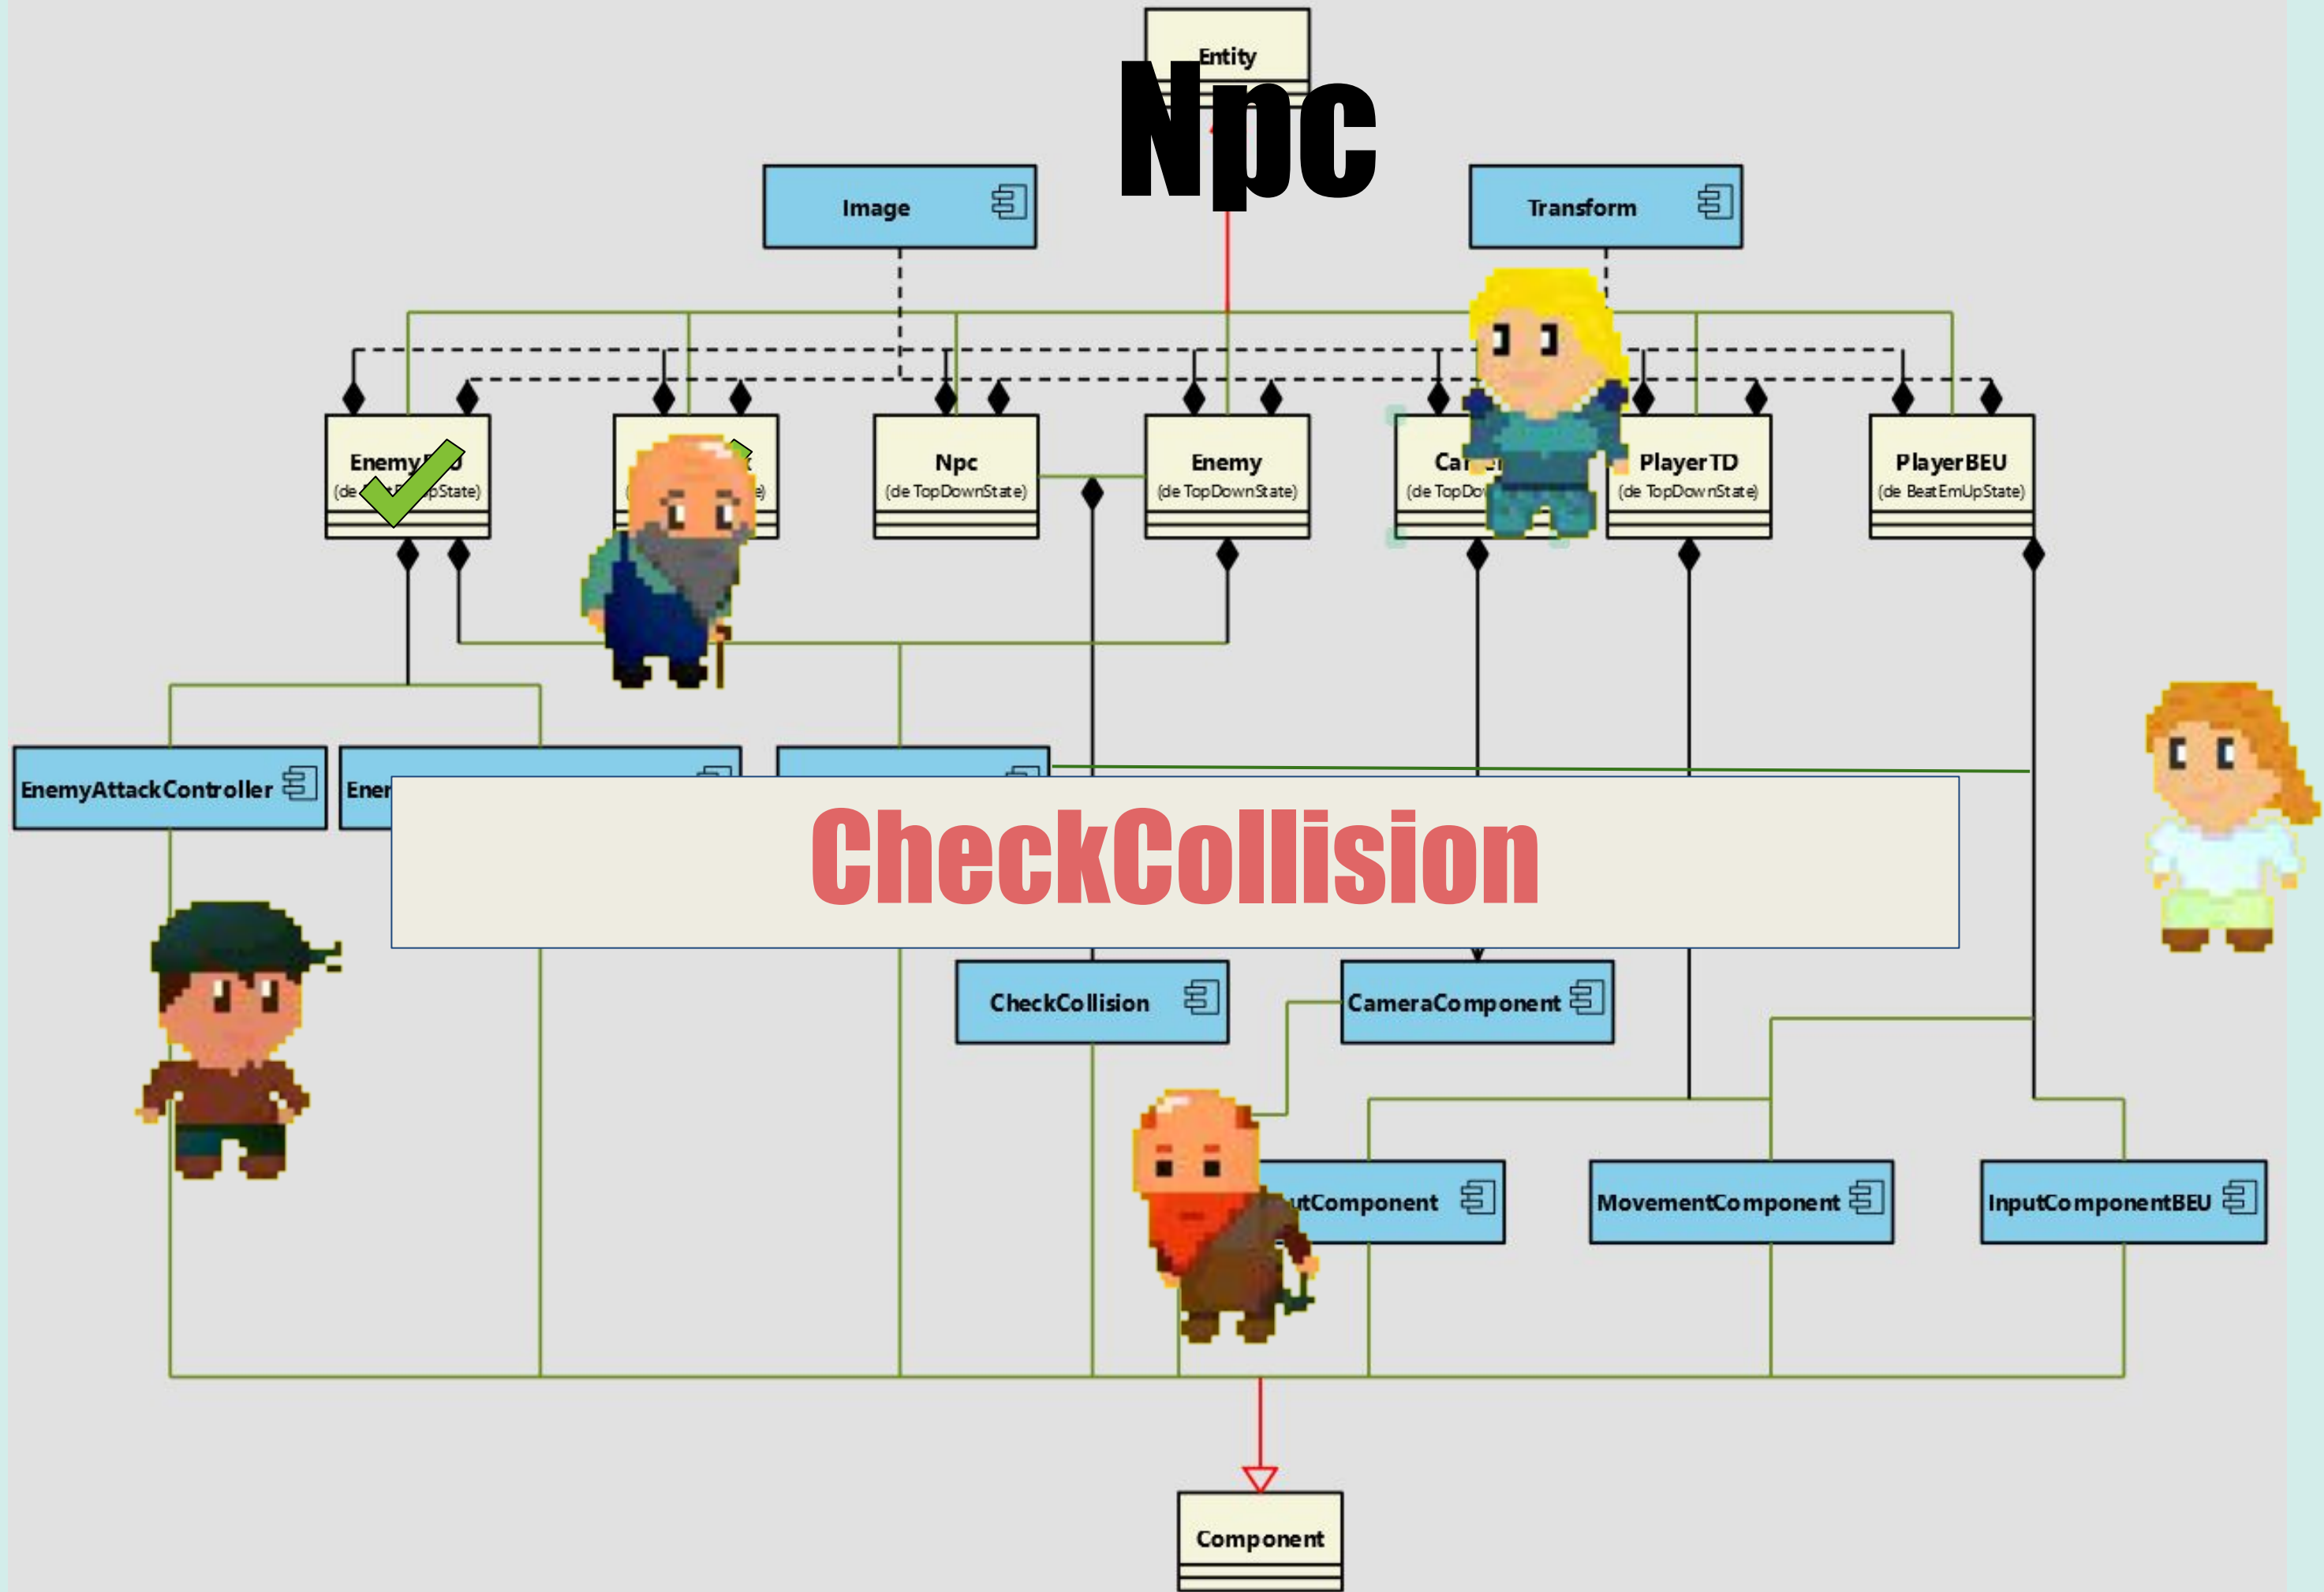 Entity
Npc
Image
Transform
Npc
(de TopDownState)
Enemy
(de TopDownState)
PlayerTD
(de TopDownState)
PlayerBEU
(de BeatEmUpState)
EnemyAttackController
CheckCollision
CheckCollision
CameraComponent
MovementComponent
InputComponentBEU
Component